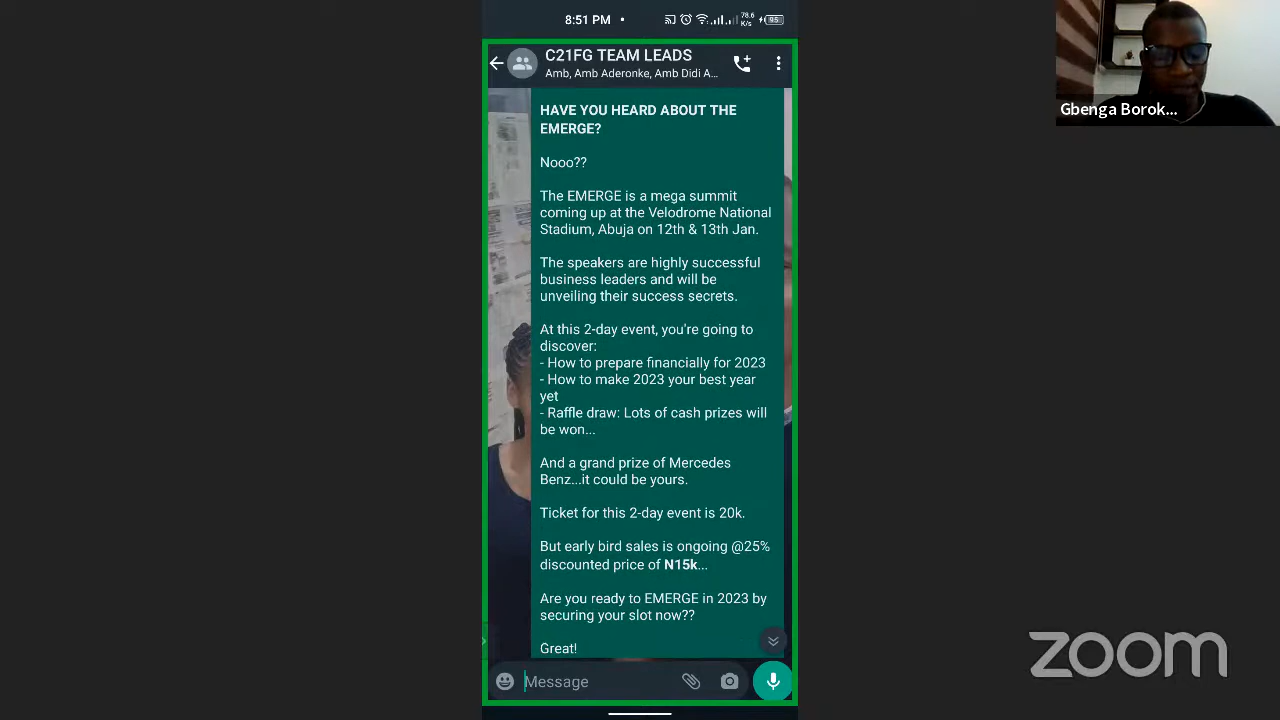 8:51 PM
78.6
K/s
95
C21FG TEAM LEADS
Amb, Amb Aderonke, Amb Didi A...
HAVE YOU HEARD ABOUT THE
EMERGE?
Nooo??
The EMERGE is a mega summit
coming up at the Velodrome National
Stadium, Abuja on 12th & 13th Jan.
The speakers are highly successful
business leaders and will be
unveiling their success secrets.
At this 2-day event, you're going to
discover:
- How to prepare financially for 2023
- How to make 2023 your best year
yet
- Raffle draw: Lots of cash prizes will
be won...
And a grand prize of Mercedes
Benz...it could be yours.
Ticket for this 2-day event is 20k.
But early bird sales is ongoing @25%
discounted price of N15k...
Are you ready to EMERGE in 2023 by
securing your slot now??
Great!
Message
Gbenga Borok...
zoom